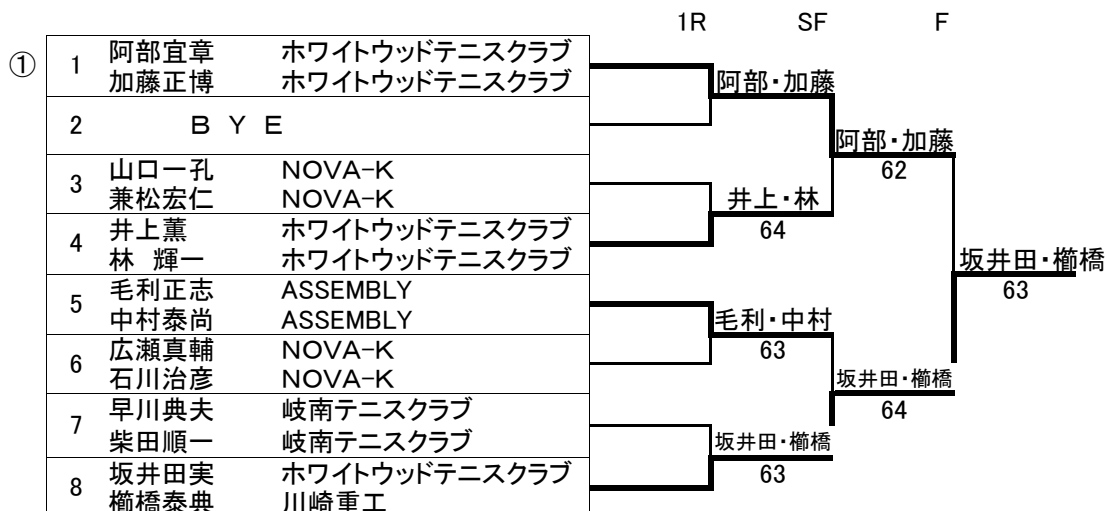 1R SF F
①
1 阿部宜章 ホワイトウッドテニスクラブ
加藤正博 ホワイトウッドテニスクラブ
2 ＢＹＥ
3 山口一孔 NOVA-K
兼松宏仁 NOVA-K
4 井上薫 ホワイトウッドテニスクラブ
林 輝一 ホワイトウッドテニスクラブ
5 毛利正志 ASSEMBLY
中村泰尚 ASSEMBLY
6 広瀬真輔 NOVA-K
石川治彦 NOVA-K
7 早川典夫 岐南テニスクラブ
柴田順一 岐南テニスクラブ
8 坂井田実 ホワイトウッドテニスクラブ
櫛橋泰典 川崎重工
阿部・加藤
井上・林
64
毛利・中村
63
坂井田・櫛橋
63
阿部・加藤
62
坂井田・櫛橋
64
坂井田・櫛橋
63